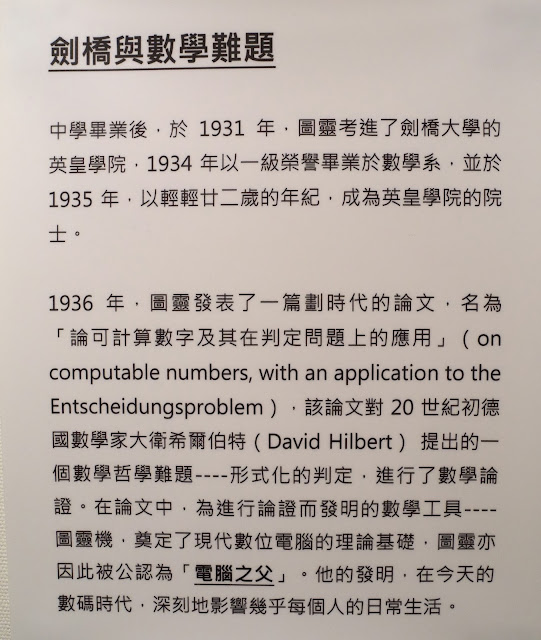 劍橋與數學難題
中學畢業後，於 1931 年，圖靈考進了劍橋大學的
英皇學院，1934 年以一級榮譽畢業於數學系，並於
1935 年，以輕輕廿二歲的年紀，成為英皇學院的院
士。
1936 年，圖靈發表了一篇劃時代的論文，名為
「論可計算數字及其在判定問題上的應用」（on
computable numbers, with an application to the
Entscheidungsproblem），該論文對 20 世紀初德
國數學家大衛希爾伯特（David Hilbert） 提出的一
個數學哲學難題----形式化的判定，進行了數學論
證。在論文中，為進行論證而發明的數學工具----
圖靈機，奠定了現代數位電腦的理論基礎，圖靈亦
因此被公認為「電腦之父」。他的發明，在今天的
數碼時代，深刻地影響幾乎每個人的日常生活。